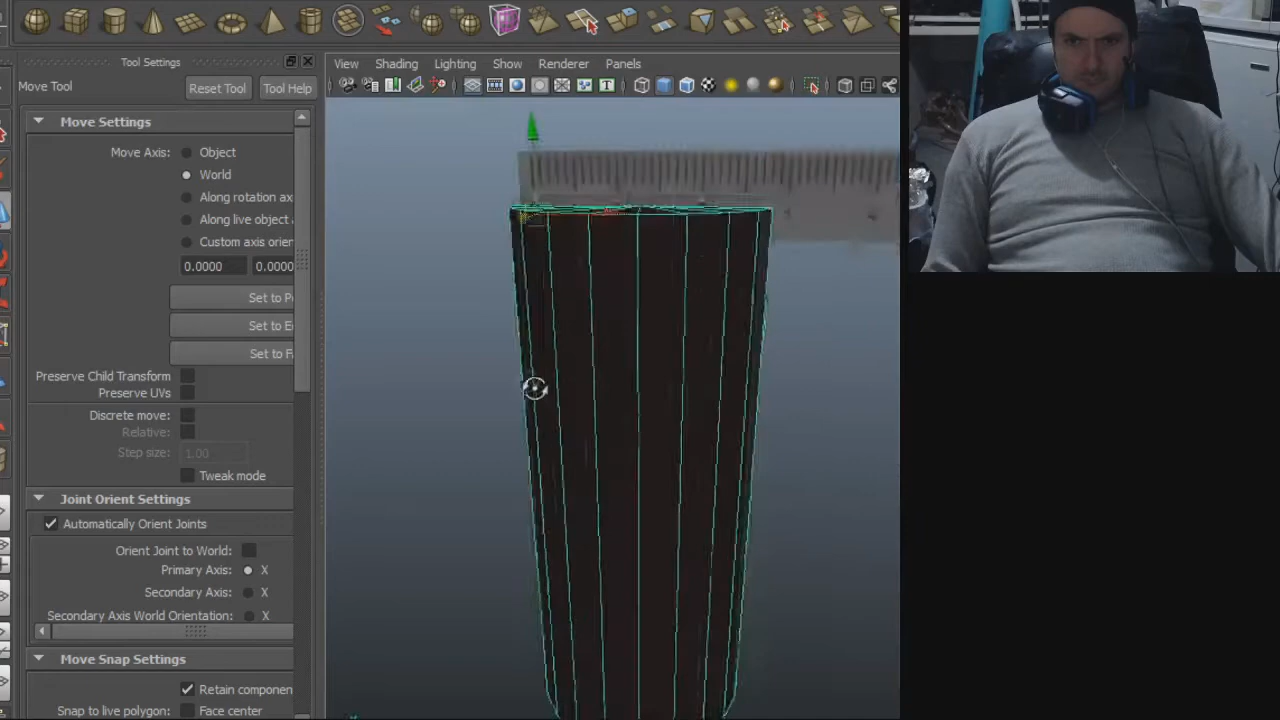 Tool Settings
View Shading Lighting Show Renderer Panels
Move Tool
Reset Tool
Tool Help
T
Move Settings
Move Axis: Object
World
Along rotation ax
Along live object a
Custom axis orien
0.0000 0.0000
Set to P
Set to E
Set to F
Preserve Child Transform
Preserve UVs
Discrete move:
Relative:
Step size: 1.00
Tweak mode
Joint Orient Settings
Automatically Orient Joints
Orient Joint to World:
Primary Axis: X
Secondary Axis: X
Secondary Axis World Orientation: X
Move Snap Settings
Retain componen
Snap to live polygon: Face center